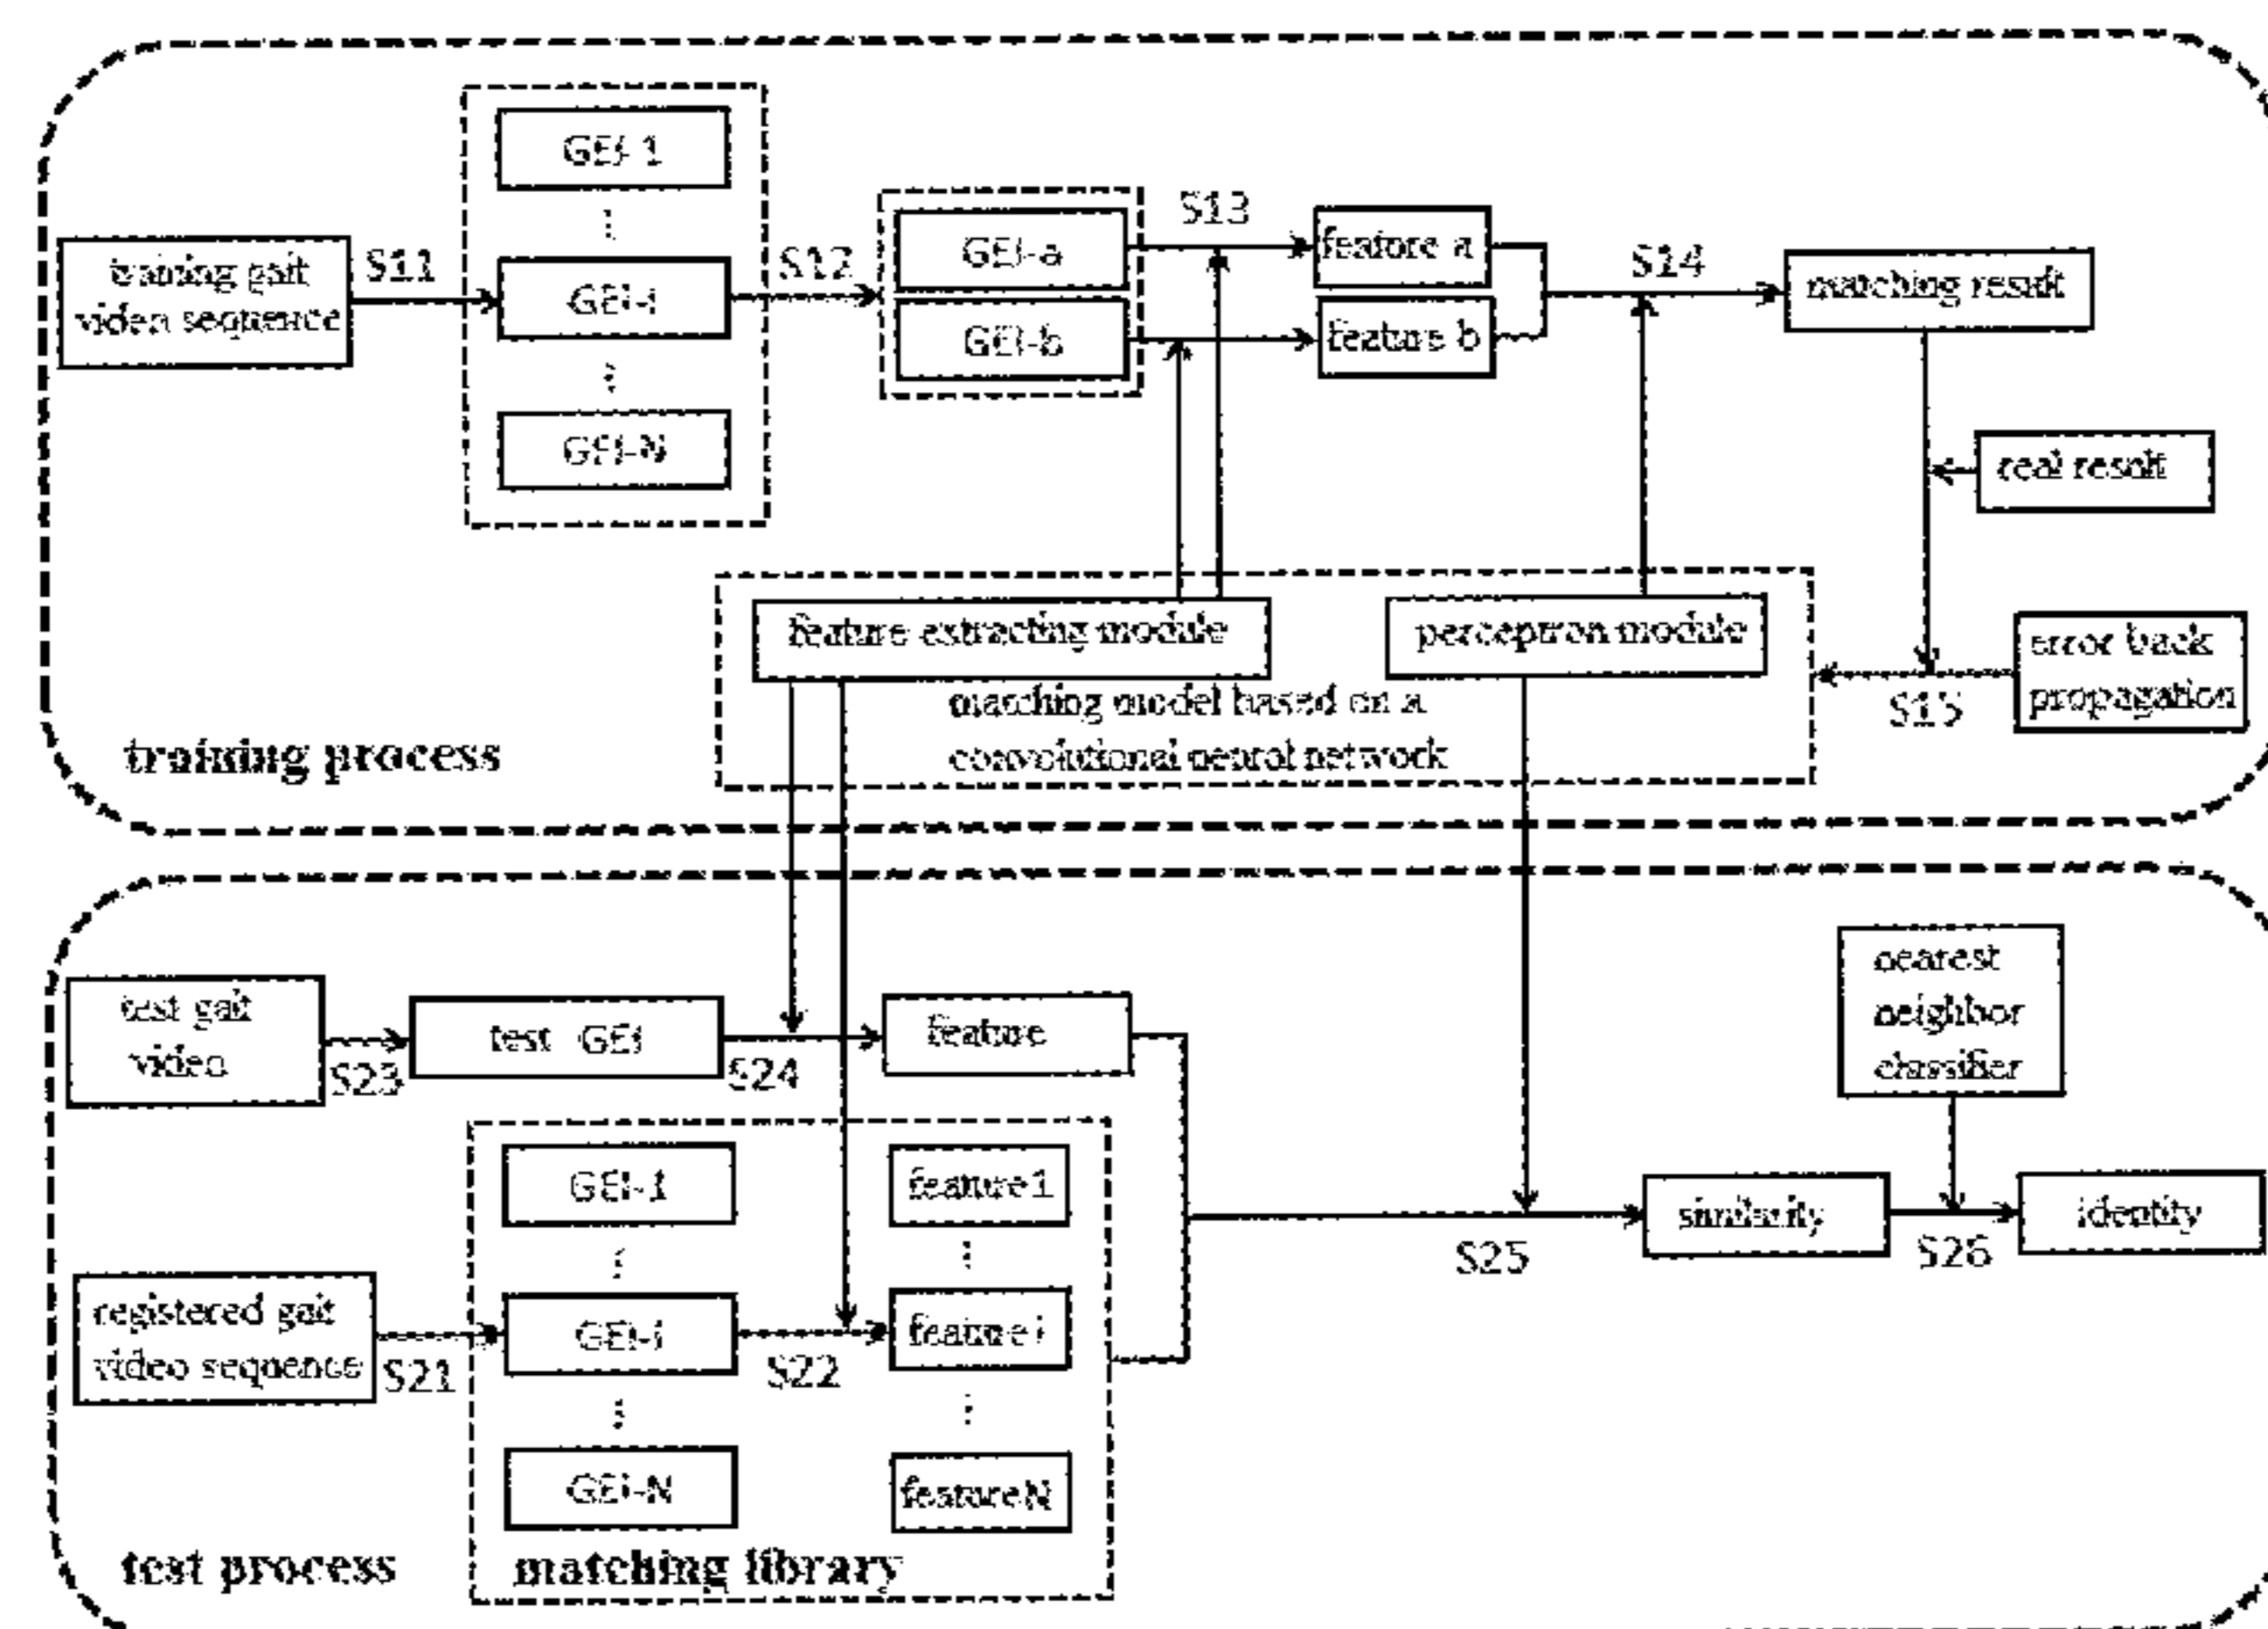 GEI-1
S13
training gait
video sequence
S11
GEI-i
S12
GEI-a
GEI-b
feature a
feature b
S14
matching result
GEI-N
real result
feature extracting module
perceptron module
error back
propagation
S15
matching model based on a
convolutional neural network
training process
test gait
video
S23
test GEI
S24
feature
nearest
neighbor
classifier
GEI-1
feature1
registered gait
video sequence
S21
GEI-i
S22
featurei
S25
similarity
S26
identity
GEI-N
featureN
test process
matching library